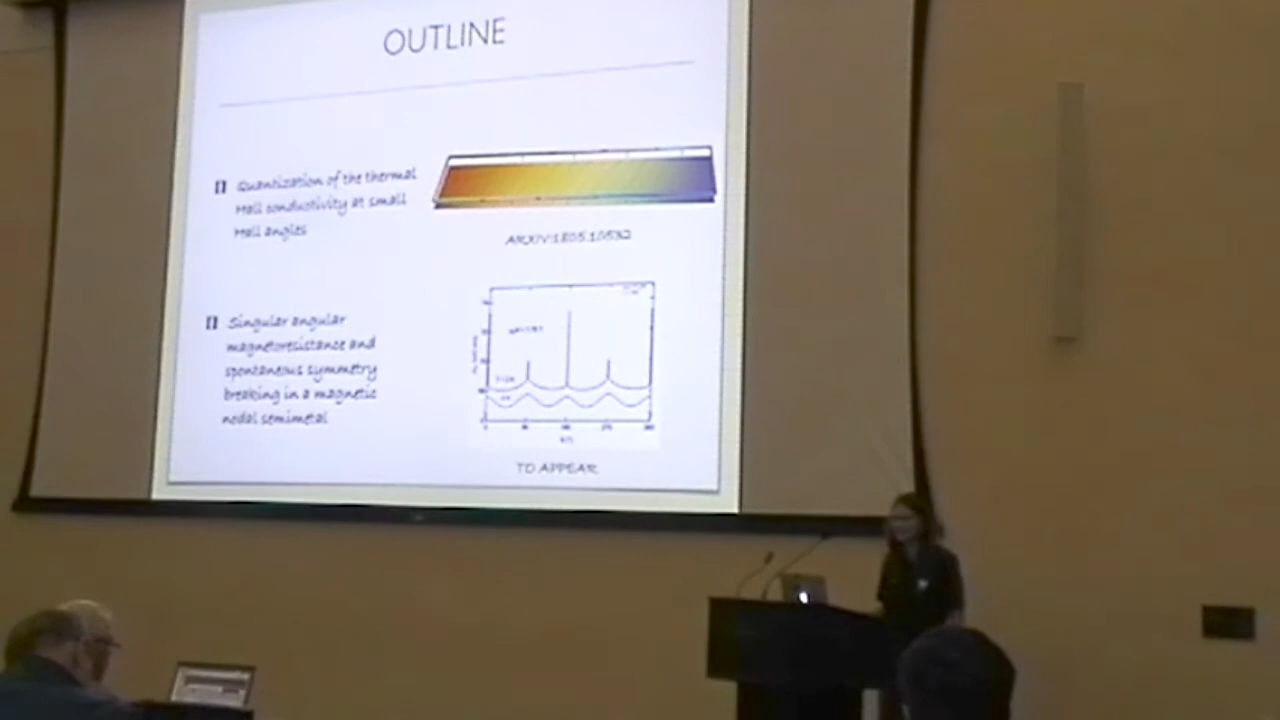 OUTLINE
Quantization of the thermal
Hall conductivity at small
Hall angles
ARXIV:1805.10532
Singular angular
magnetoresistance and
spontaneous symmetry
breaking in a magnetic
nodal semimetal
TO APPEAR